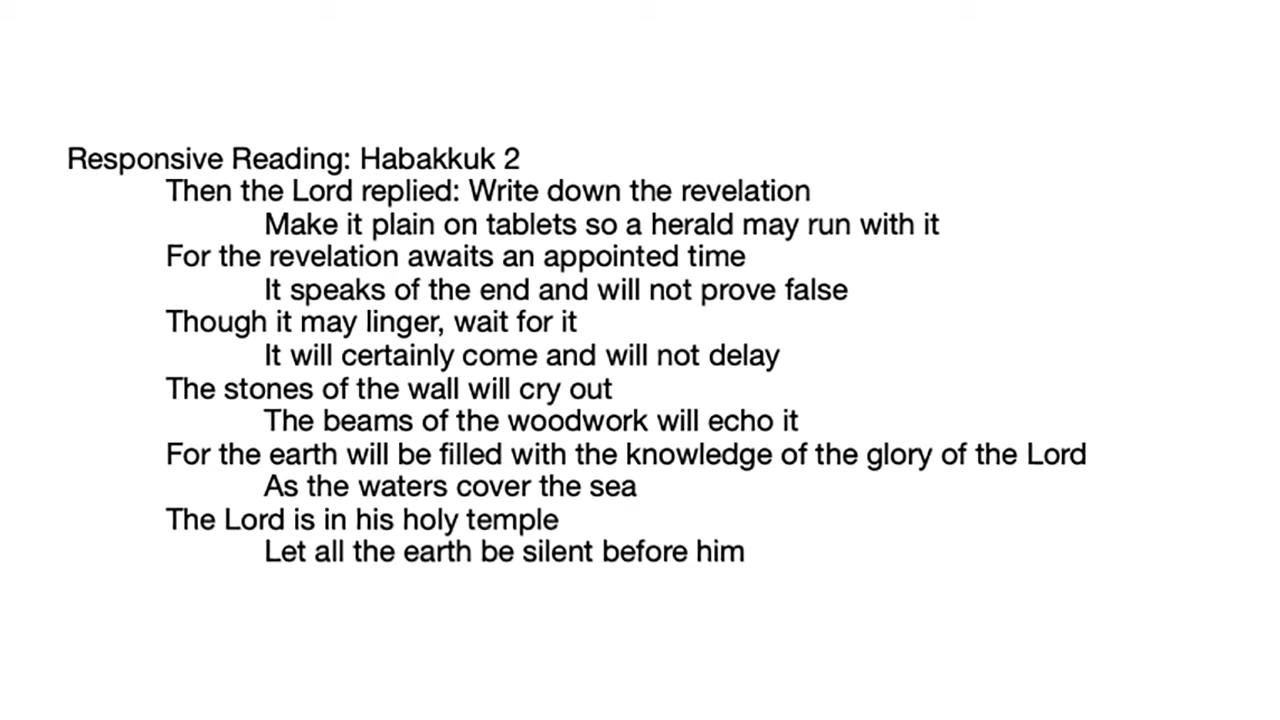 Responsive Reading: Habakkuk 2
Then the Lord replied: Write down the revelation
Make it plain on tablets so a herald may run with it
For the revelation awaits an appointed time
It speaks of the end and will not prove false
Though it may linger, wait for it
It will certainly come and will not delay
The stones of the wall will cry out
The beams of the woodwork will echo it
For the earth will be filled with the knowledge of the glory of the Lord
As the waters cover the sea
The Lord is in his holy temple
Let all the earth be silent before him